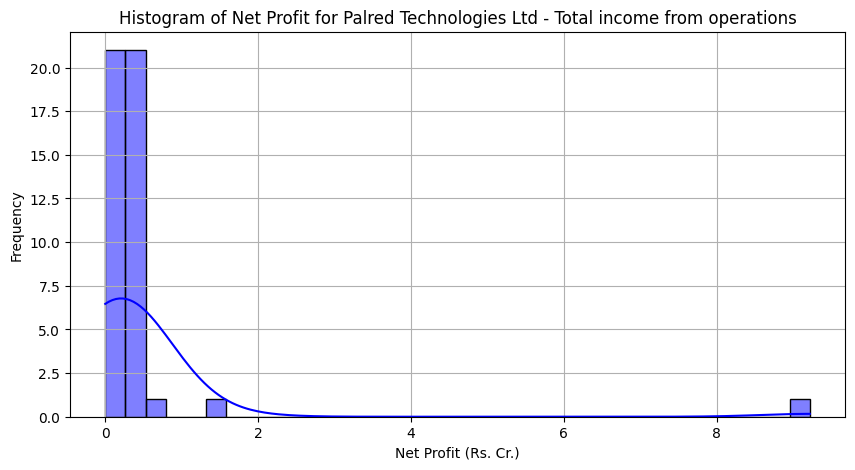 Histogram of Net Profit for Palred Technologies Ltd - Total income from operations
20.0
17.5
15.0
12.5
10.0
7.5
5.0
2.5
0.0
Frequency
0 2 4 6 8
Net Profit (Rs. Cr.)